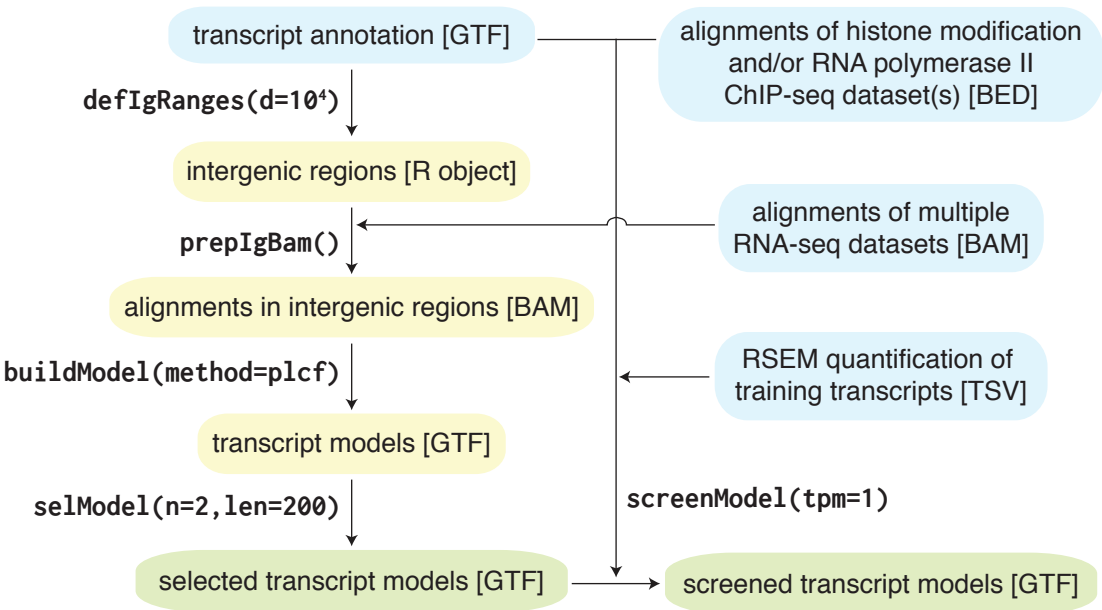 transcript annotation [GTF]
alignments of histone modification
and/or RNA polymerase II
ChIP-seq dataset(s) [BED]
defIgRanges(d=10⁴)
intergenic regions [R object]
prepIgBam()
alignments of multiple
RNA-seq datasets [BAM]
alignments in intergenic regions [BAM]
buildModel(method=plcf)
RSEM quantification of
training transcripts [TSV]
transcript models [GTF]
selModel(n=2,len=200)
screenModel(tpm=1)
selected transcript models [GTF]
screened transcript models [GTF]